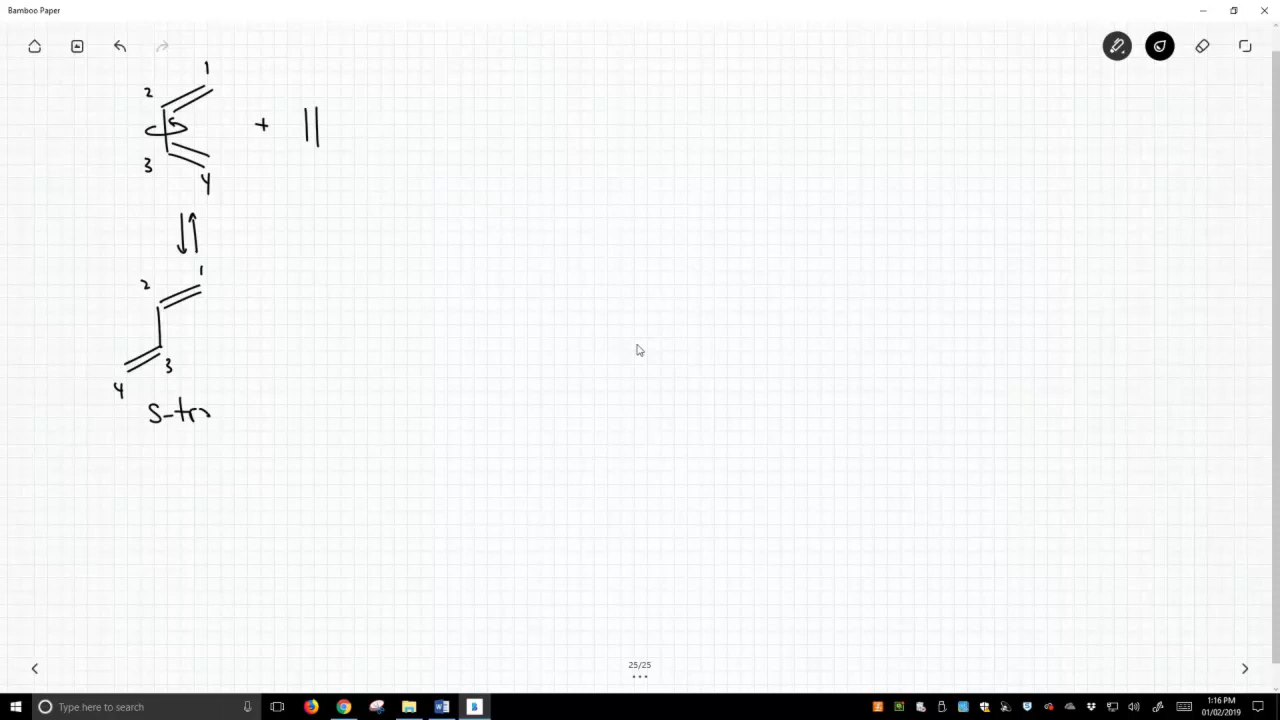 Bamboo Paper
1
2
+
3
4
1
2
3
4
s-tra
25/25
Type here to search
1:16 PM
01/02/2019